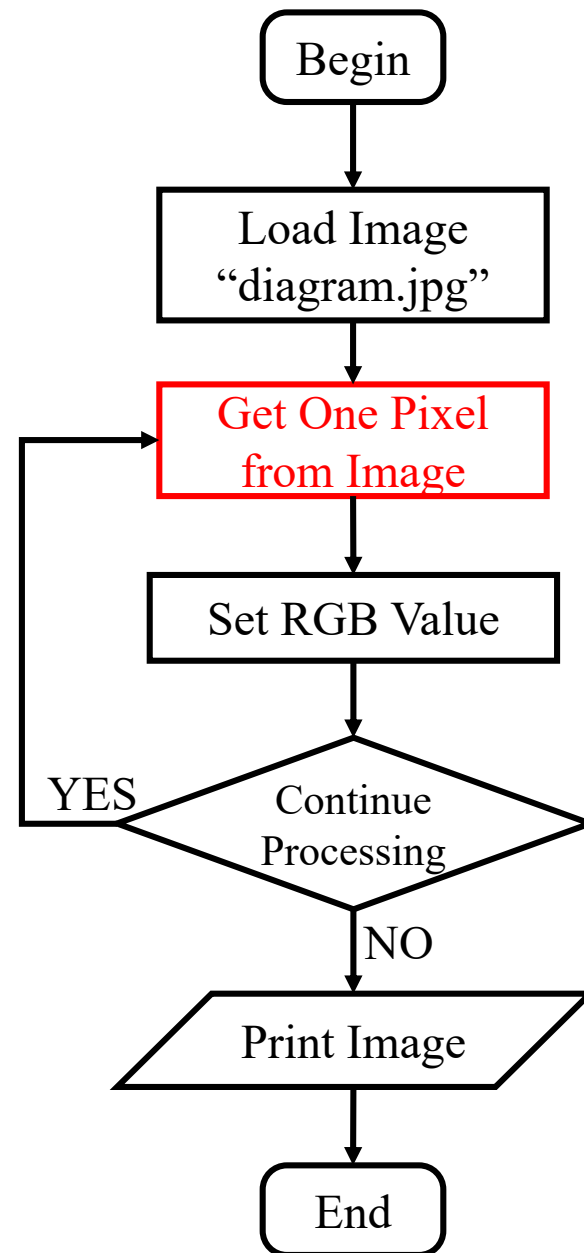 Begin
Load Image
“diagram.jpg”
Get One Pixel
from Image
Set RGB Value
YES
Continue
Processing
NO
Print Image
End